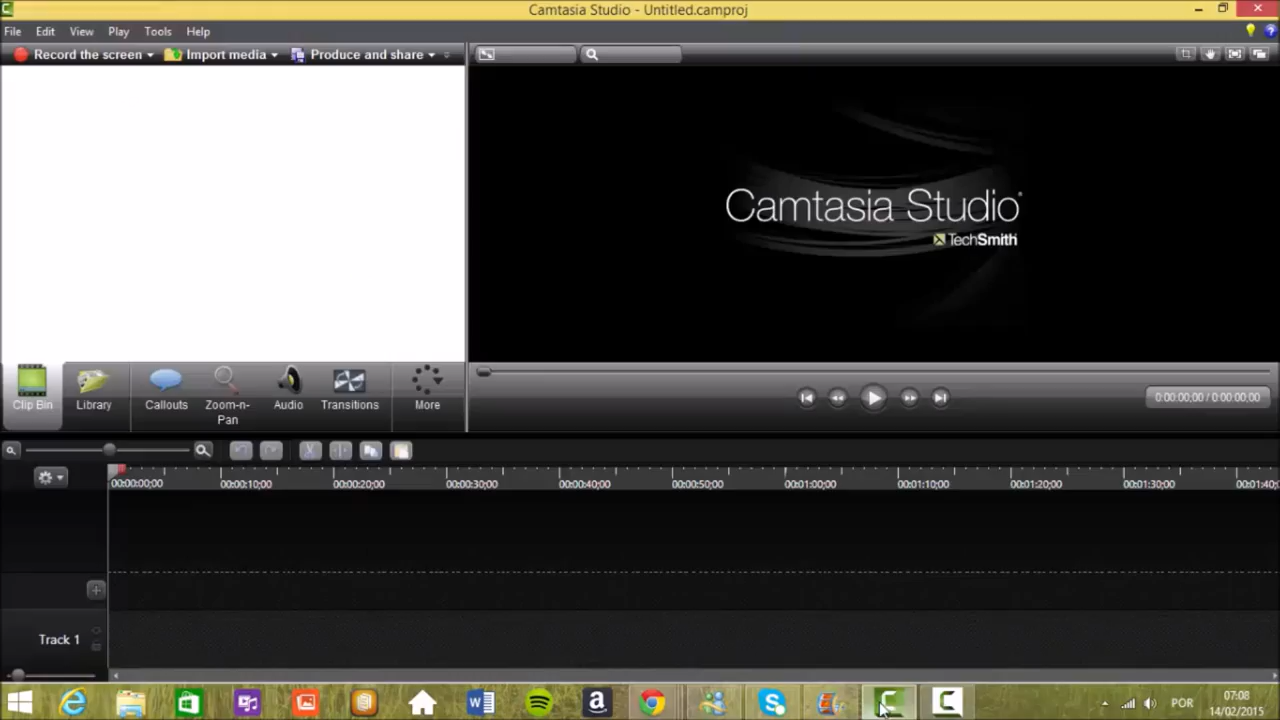 Camtasia Studio - Untitled.camproj
File Edit View Play Tools Help
Record the screen Import media Produce and share
Camtasia Studio®
TechSmith
Clip Bin
Library
Callouts
Zoom-n-
Pan
Audio
Transitions
More
0:00:00;00 / 0:00:00;00
00:00:00;00 00:00:10;00 00:00:20;00 00:00:30;00 00:00:40;00 00:00:50;00 00:01:00;00 00:01:10;00 00:01:20;00 00:01:30;00 00:01:40;
Track 1
POR
07:08
14/02/2015